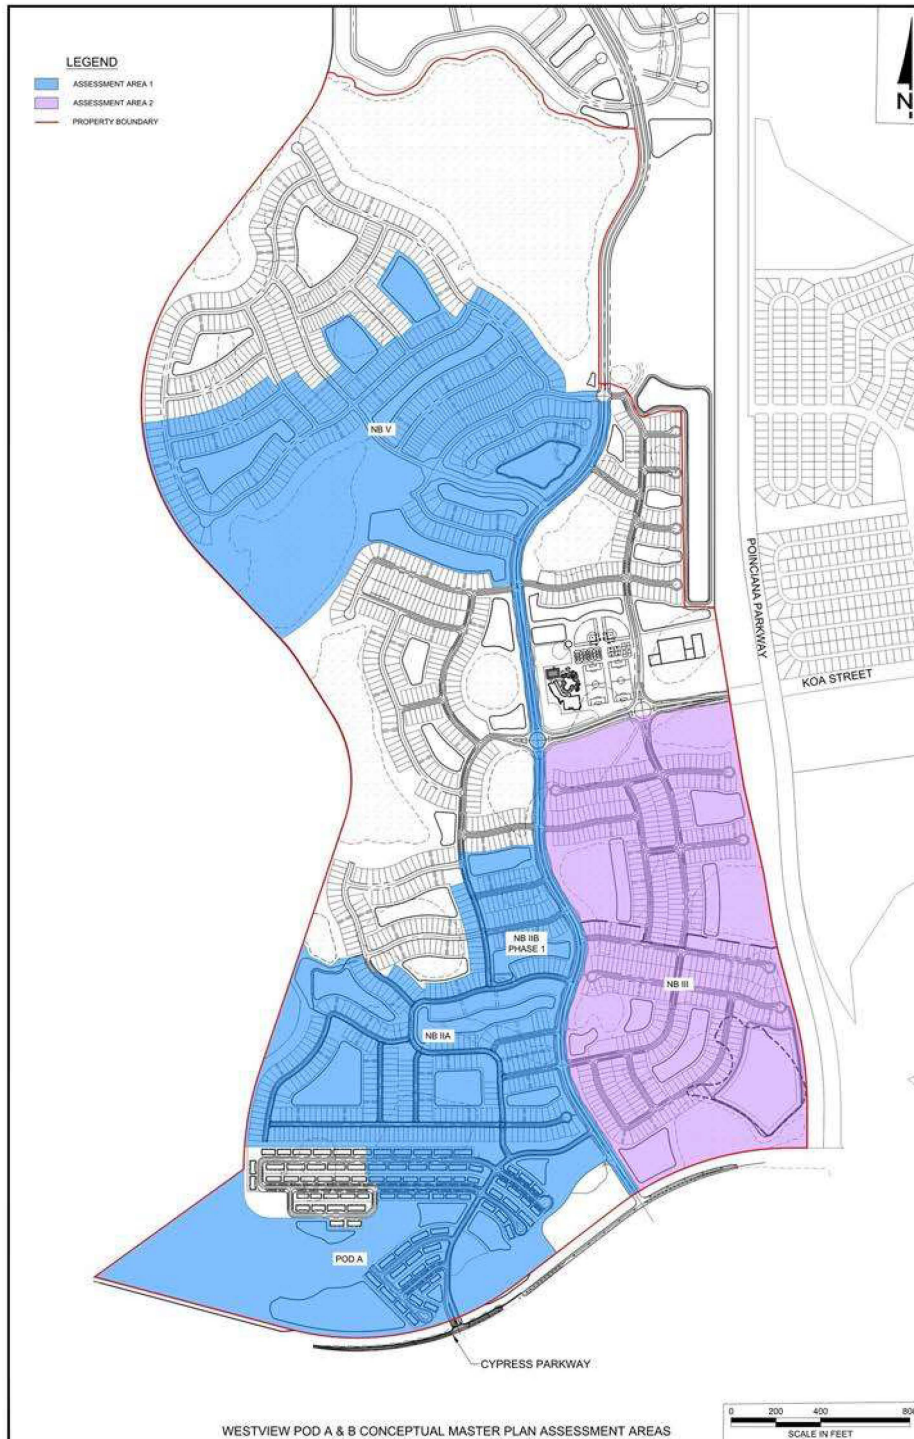 LEGEND
ASSESSMENT AREA 1
ASSESSMENT AREA 2
PROPERTY BOUNDARY
N
NB V
POINCIANA PARKWAY
KOA STREET
NB IIB
PHASE 1
NB III
NB IIA
POD A
CYPRESS PARKWAY
WESTVIEW POD A & B CONCEPTUAL MASTER PLAN ASSESSMENT AREAS
0 200 400 800
SCALE IN FEET